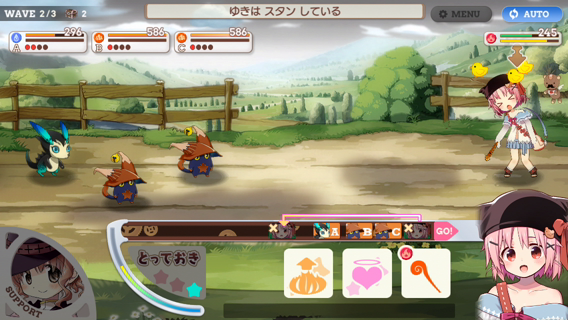 WAVE 2/3 2
ゆきは スタン している
MENU
AUTO
296
A
586
B
586
C
245
A
B
C
GO!
とっておき
SUPPORT